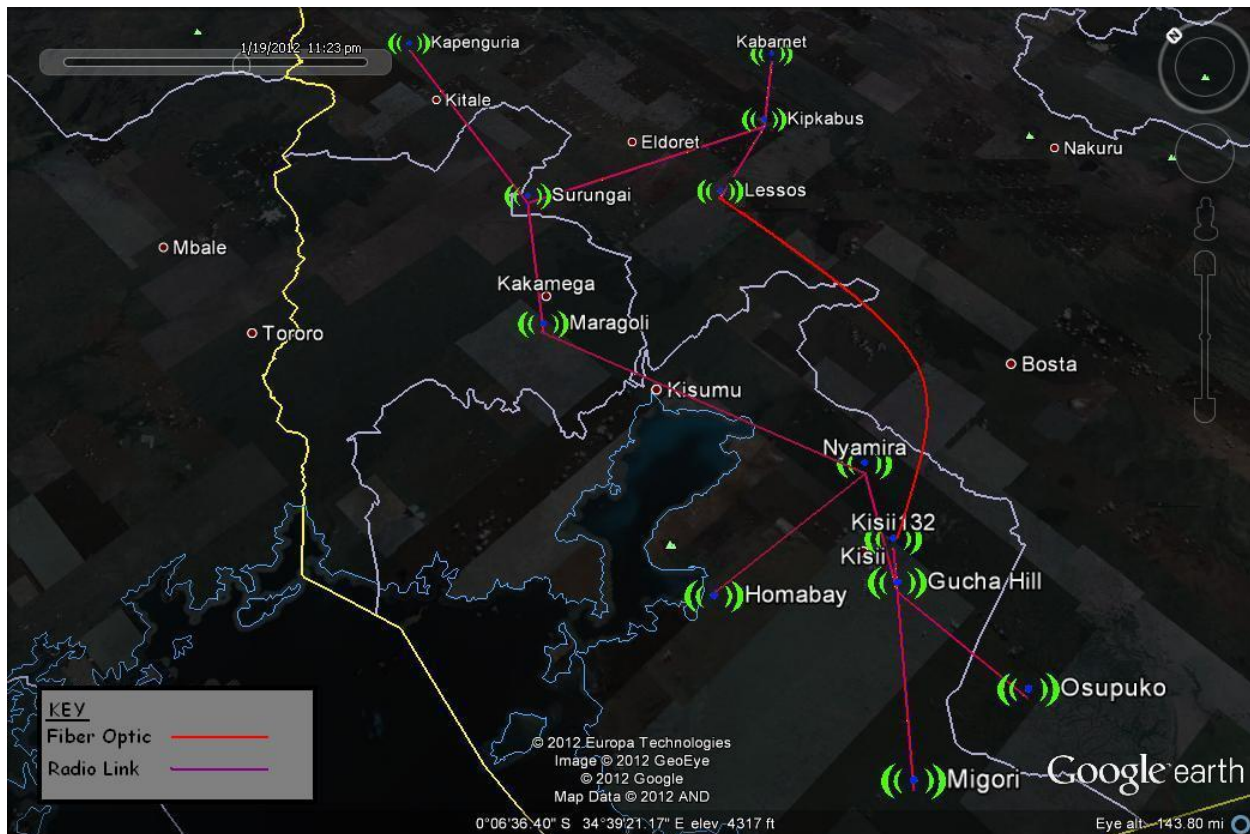 1/19/2012 11:23 pm
Kapenguria
Kabarnet
Kitale
Kipkabus
Eldoret
Nakuru
Surungai
Lessos
Mbale
Kakamega
Maragoli
Tororo
Bosta
Kisumu
Nyamira
Kisii132
Kisii
Gucha Hill
Homabay
Osupuko
KEY
Fiber Optic
Radio Link
© 2012 Europa Technologies
Image © 2012 GeoEye
© 2012 Google
Map Data © 2012 AND
Migori
Google earth
0°06'36.40" S 34°39'21.17" E elev 4317 ft
Eye alt 143.80 mi
N